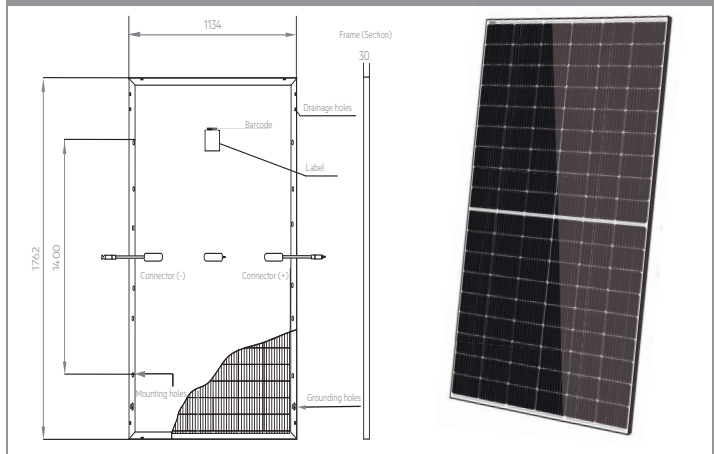 1134
Frame (Section)
30
Drainage holes
Barcode
Label
1762
1400
Connector (-)
Connector (+)
Mounting holes
Grounding holes